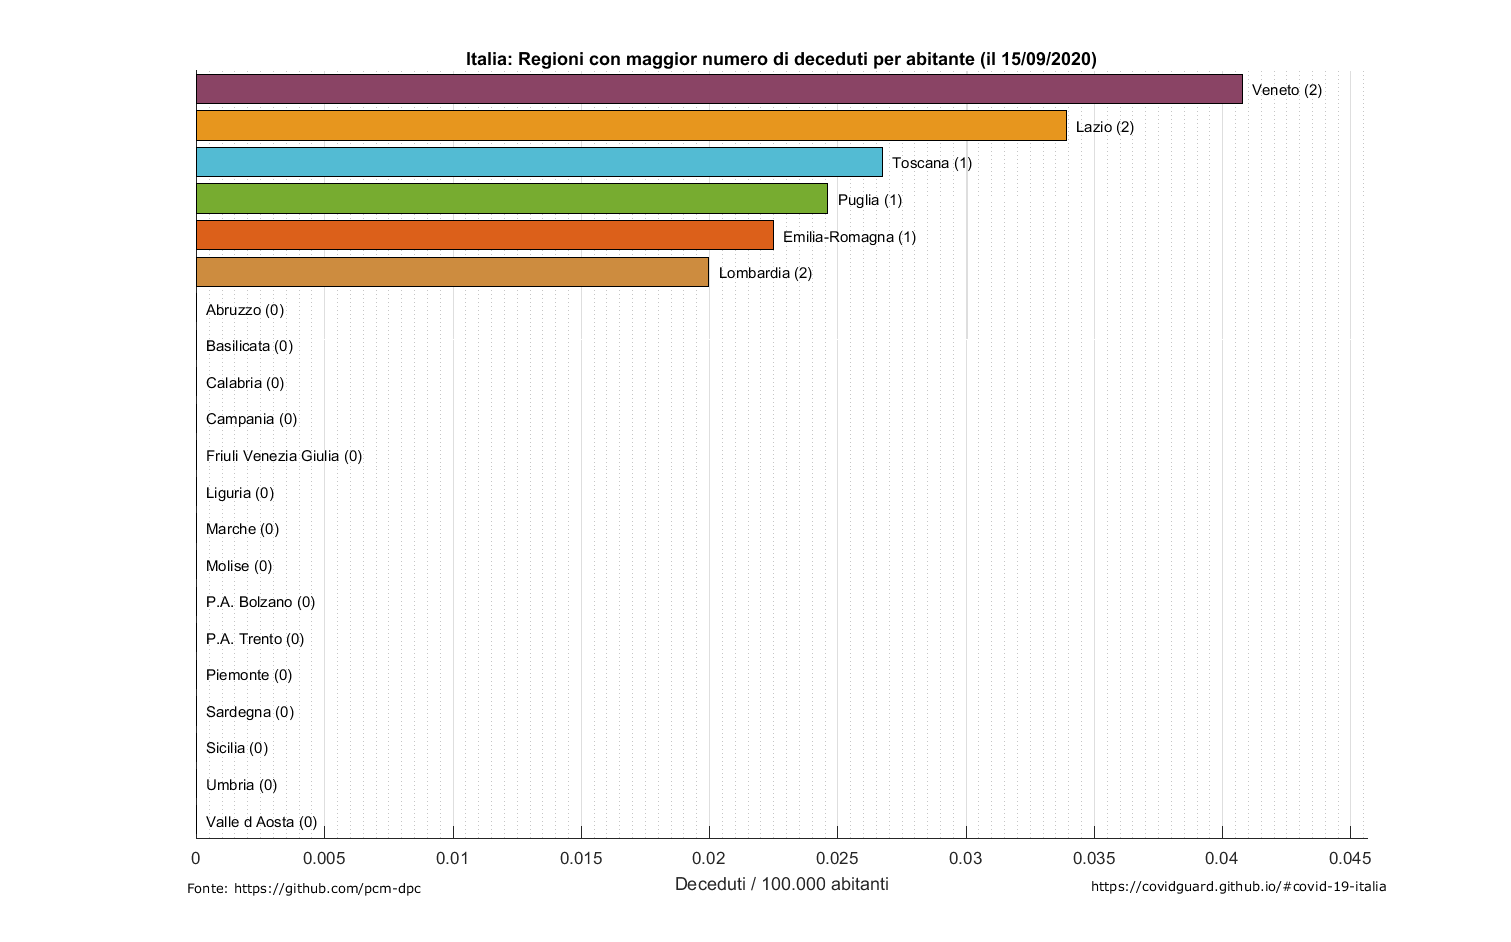 Italia: Regioni con maggior numero di deceduti per abitante (il 15/09/2020)
Veneto (2)
Lazio (2)
Toscana (1)
Puglia (1)
Emilia-Romagna (1)
Lombardia (2)
Abruzzo (0)
Basilicata (0)
Calabria (0)
Campania (0)
Friuli Venezia Giulia (0)
Liguria (0)
Marche (0)
Molise (0)
P.A. Bolzano (0)
P.A. Trento (0)
Piemonte (0)
Sardegna (0)
Sicilia (0)
Umbria (0)
Valle d Aosta (0)
0 0.005 0.01 0.015 0.02 0.025 0.03 0.035 0.04 0.045
Deceduti / 100.000 abitanti
Fonte: https://github.com/pcm-dpc
https://covidguard.github.io/#covid-19-italia